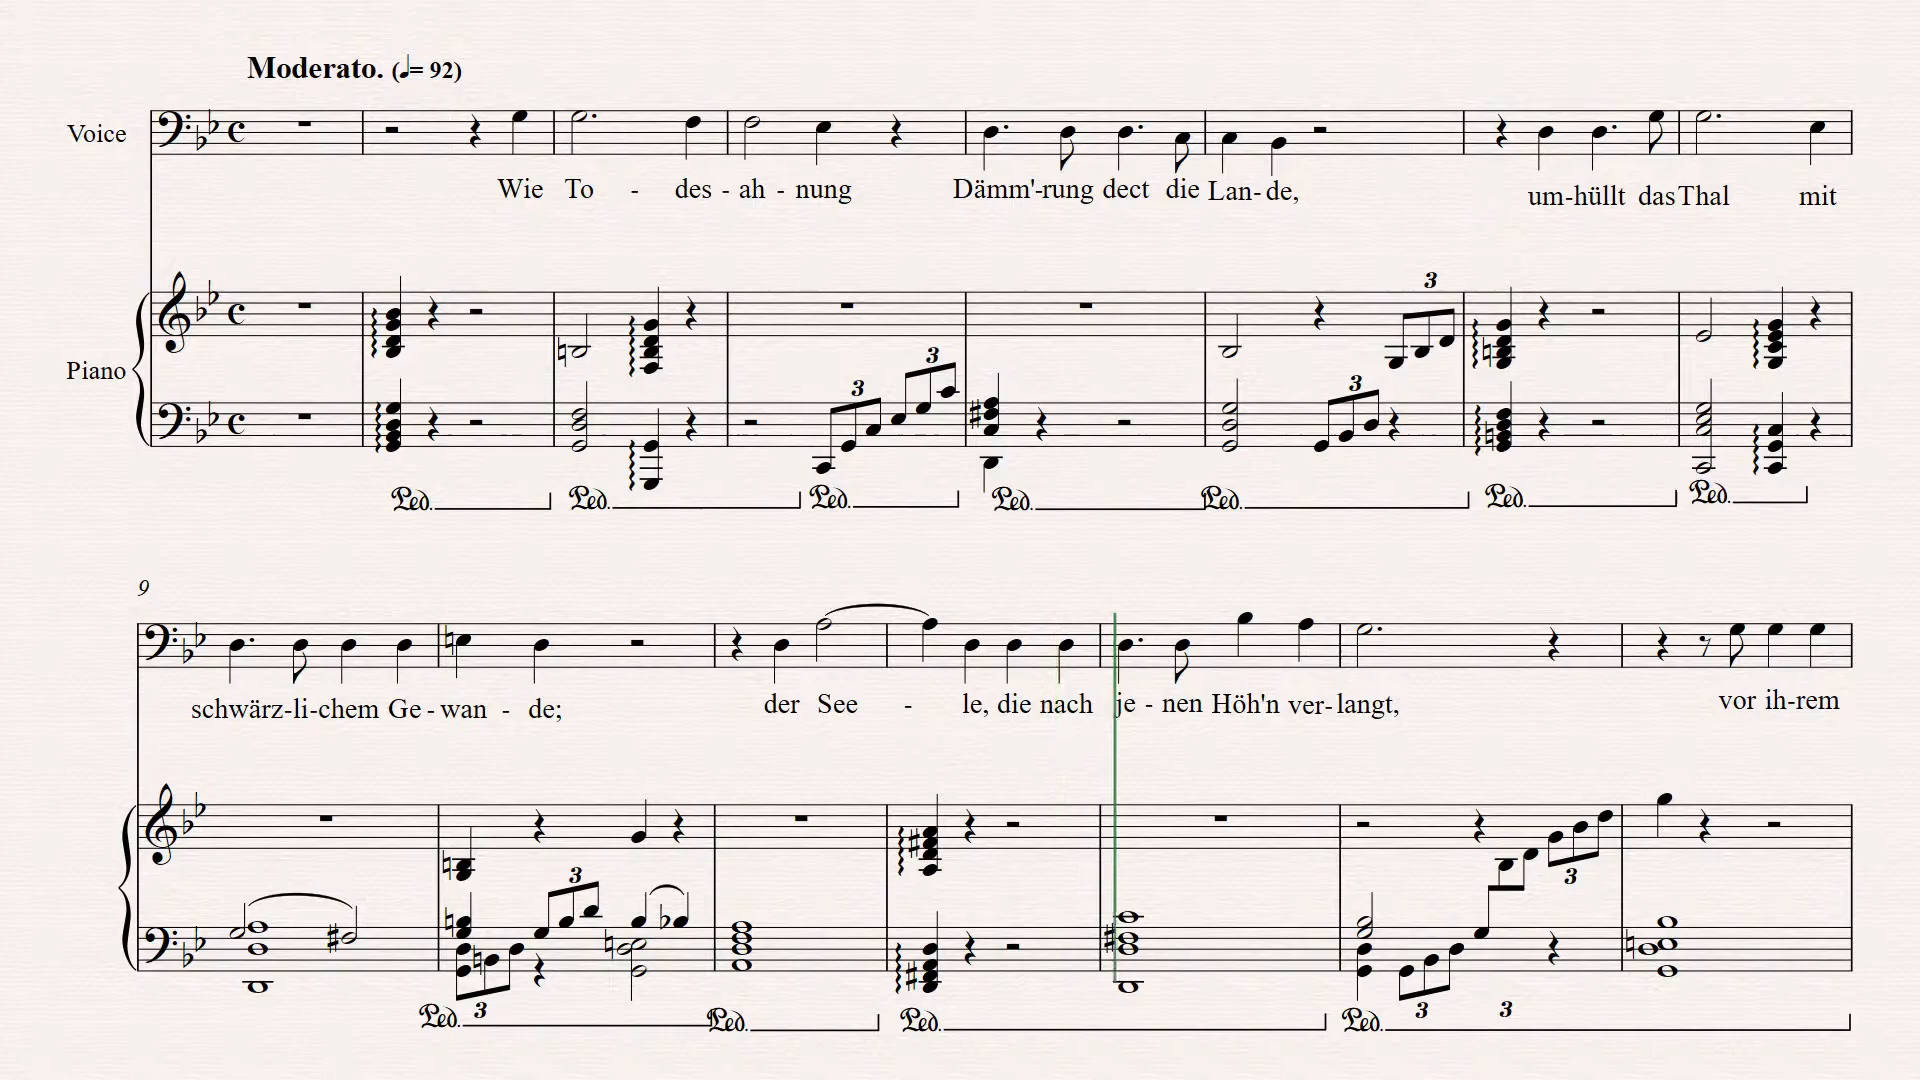 Moderato. (♩= 92)
Voice
Wie To - des - ah - nung Dämm'-rung dect die Lan- de, um-hüllt das Thal mit
3
Piano
3
3
3
Ped. Ped. Ped. Ped. Ped. Ped. Ped.
9
schwärz-li-chem Ge - wan - de; der See - le, die nach je - nen Höh'n ver-langt, vor ih-rem
3
3
3 3 3
Ped. Ped. Ped. Ped.